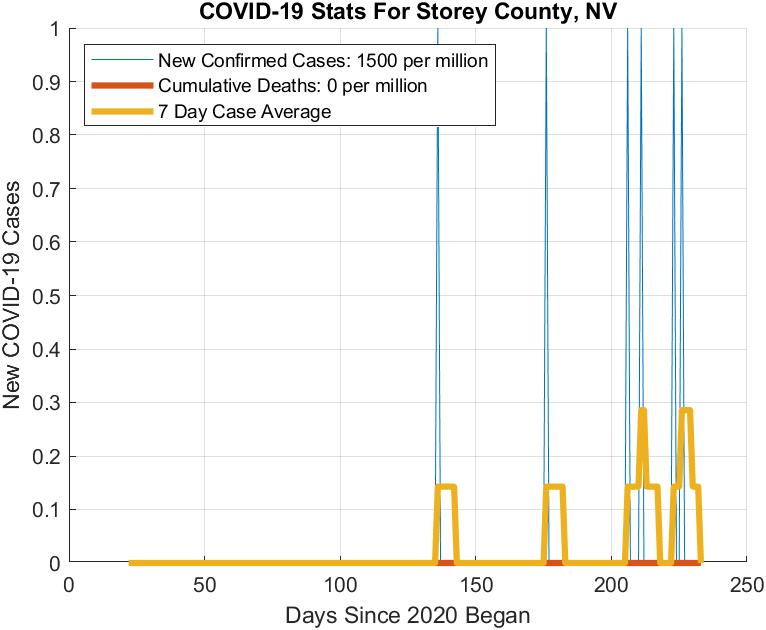 COVID-19 Stats For Storey County, NV
New Confirmed Cases: 1500 per million
Cumulative Deaths: 0 per million
7 Day Case Average
New COVID-19 Cases
1
0.9
0.8
0.7
0.6
0.5
0.4
0.3
0.2
0.1
0
0 50 100 150 200 250
Days Since 2020 Began